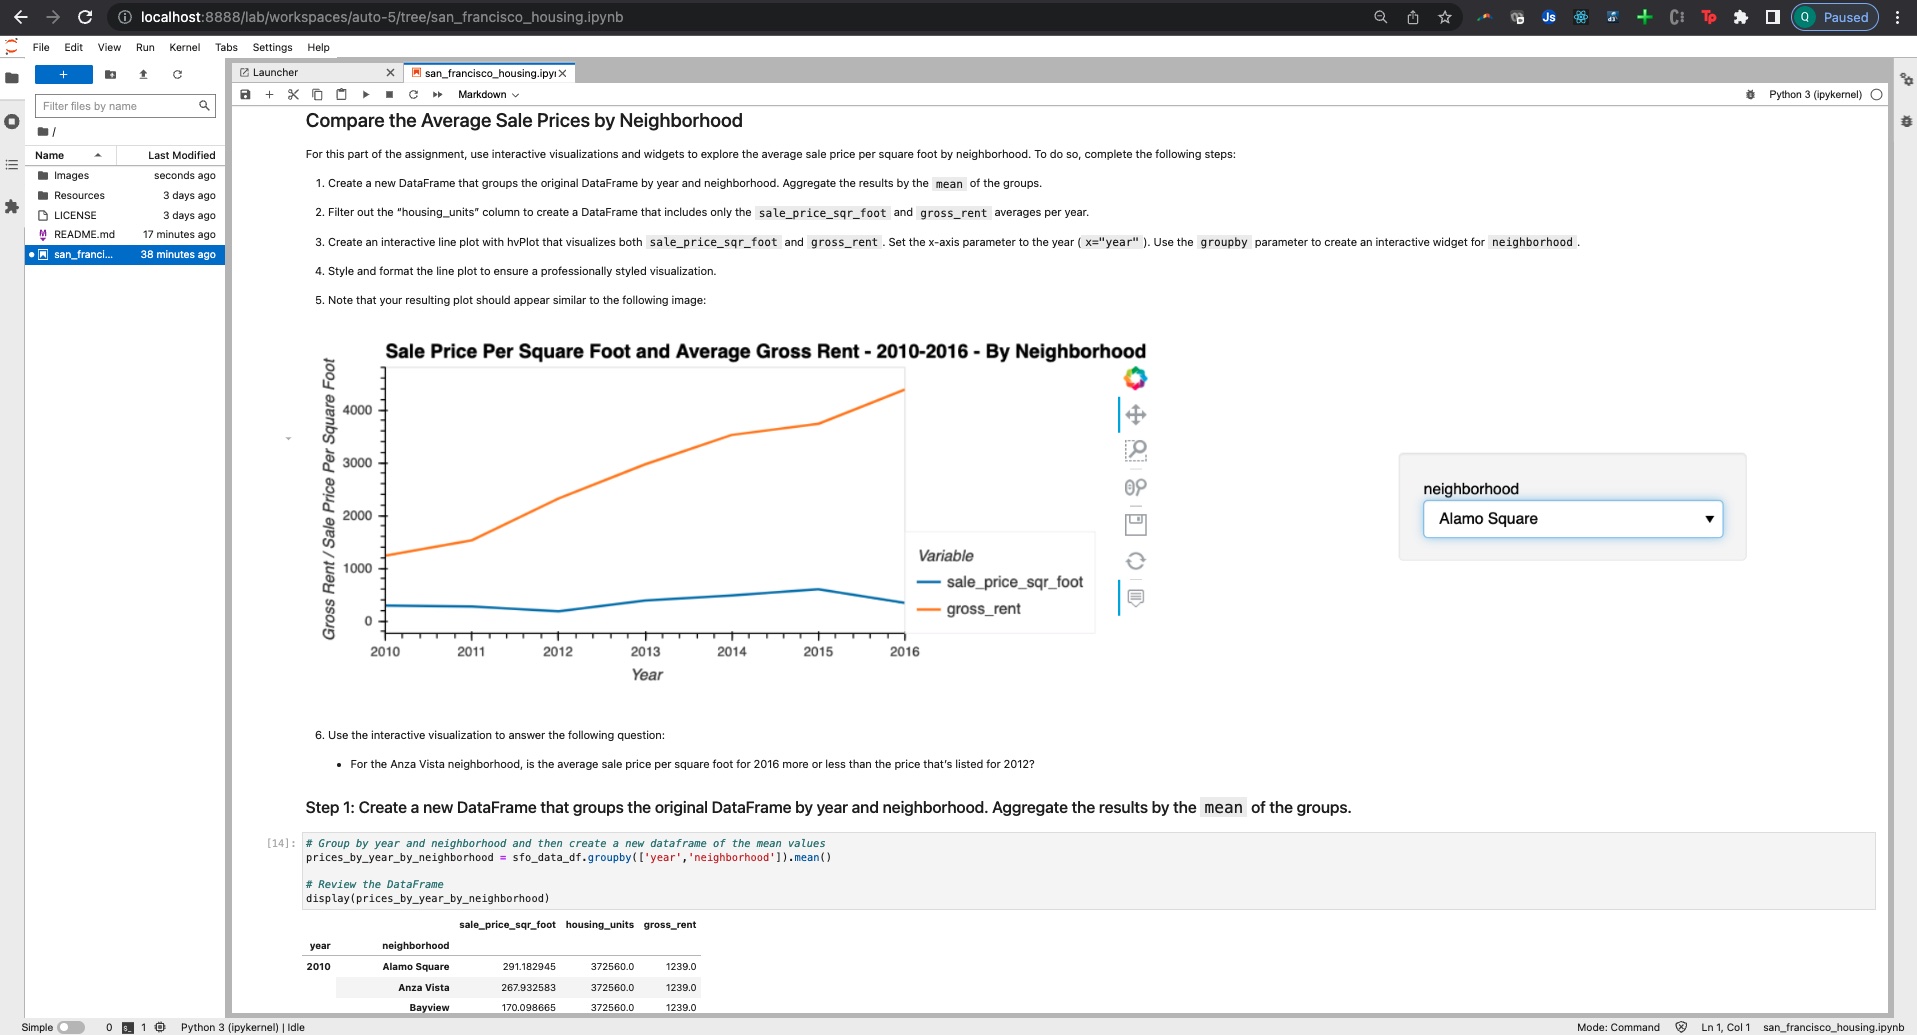 localhost:8888/lab/workspaces/auto-5/tree/san_francisco_housing.ipynb
Js
Tp
Q Paused
File Edit View Run Kernel Tabs Settings Help
+
Launcher
san_francisco_housing.ipyn
Markdown
Python 3 (ipykernel)
Filter files by name
/
Name Last Modified
Images seconds ago
Resources 3 days ago
LICENSE 3 days ago
README.md 17 minutes ago
san_franci... 38 minutes ago
Compare the Average Sale Prices by Neighborhood
For this part of the assignment, use interactive visualizations and widgets to explore the average sale price per square foot by neighborhood. To do so, complete the following steps:
1. Create a new DataFrame that groups the original DataFrame by year and neighborhood. Aggregate the results by the mean of the groups.
2. Filter out the “housing_units” column to create a DataFrame that includes only the sale_price_sqr_foot and gross_rent averages per year.
3. Create an interactive line plot with hvPlot that visualizes both sale_price_sqr_foot and gross_rent . Set the x-axis parameter to the year ( x="year" ). Use the groupby parameter to create an interactive widget for neighborhood .
4. Style and format the line plot to ensure a professionally styled visualization.
5. Note that your resulting plot should appear similar to the following image:
Sale Price Per Square Foot and Average Gross Rent - 2010-2016 - By Neighborhood
Gross Rent / Sale Price Per Square Foot
4000
3000
2000
1000
0
2010 2011 2012 2013 2014 2015 2016
Year
Variable
sale_price_sqr_foot
gross_rent
neighborhood
Alamo Square
6. Use the interactive visualization to answer the following question:
• For the Anza Vista neighborhood, is the average sale price per square foot for 2016 more or less than the price that’s listed for 2012?
Step 1: Create a new DataFrame that groups the original DataFrame by year and neighborhood. Aggregate the results by the mean of the groups.
[14]: # Group by year and neighborhood and then create a new dataframe of the mean values
prices_by_year_by_neighborhood = sfo_data_df.groupby(['year','neighborhood']).mean()
# Review the DataFrame
display(prices_by_year_by_neighborhood)
sale_price_sqr_foot housing_units gross_rent
year neighborhood
2010 Alamo Square 291.182945 372560.0 1239.0
Anza Vista 267.932583 372560.0 1239.0
Bayview 170.098665 372560.0 1239.0
Simple 0 1 Python 3 (ipykernel) | Idle
Mode: Command Ln 1, Col 1 san_francisco_housing.ipynb